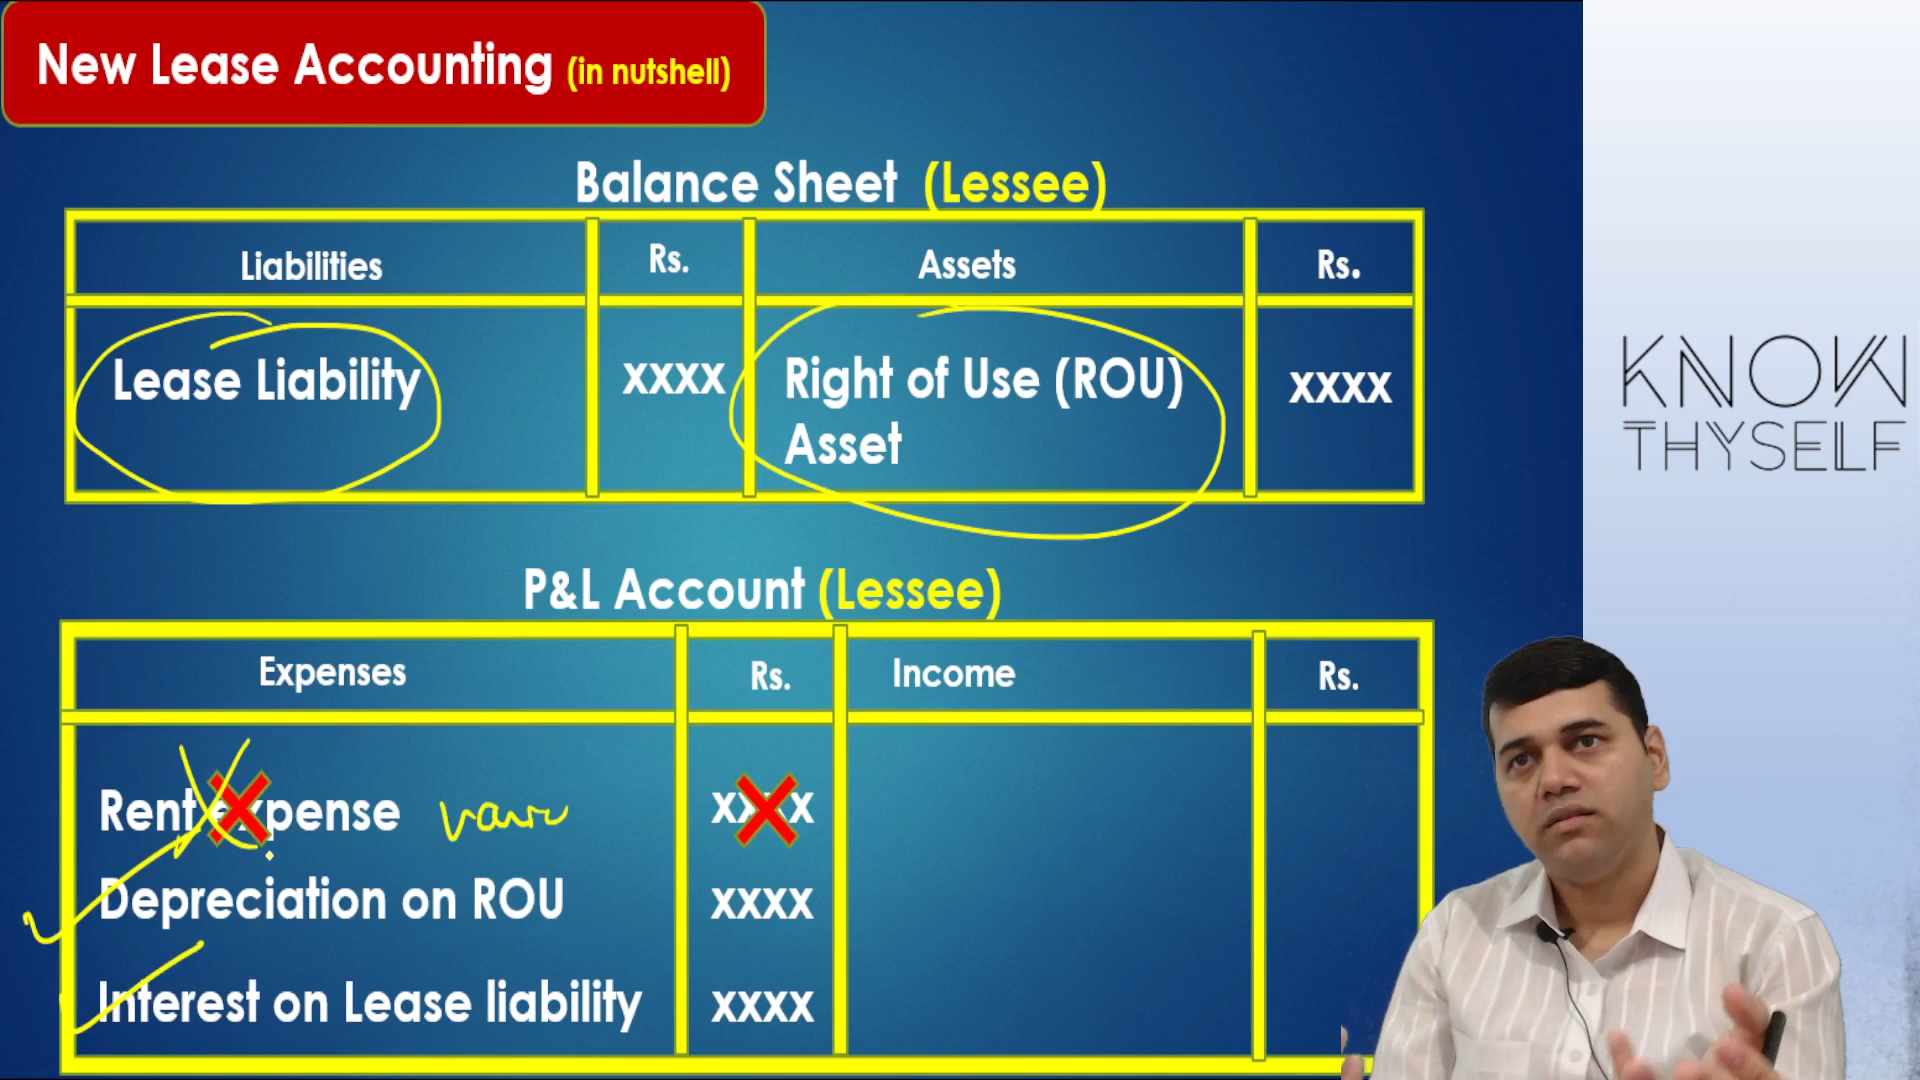 New Lease Accounting (in nutshell)
Balance Sheet (Lessee)
Liabilities Rs. Assets Rs.
Lease Liability xxxx Right of Use (ROU) Asset xxxx
KNOW
THYSELF
P&L Account (Lessee)
Expenses Rs. Income Rs.
Rent expense xxxx
Depreciation on ROU xxxx
Interest on Lease liability xxxx